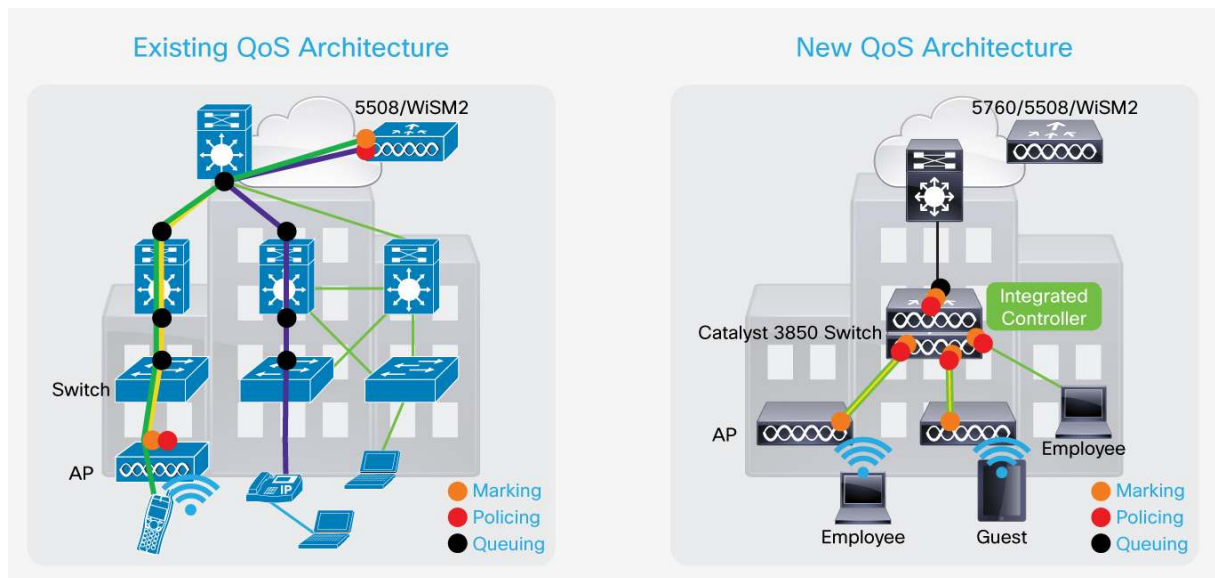 Existing QoS Architecture
5508/WiSM2
Switch
AP
IP
Marking
Policing
Queuing
New QoS Architecture
5760/5508/WiSM2
Integrated
Controller
Catalyst 3850 Switch
AP
Employee
Employee
Guest
Marking
Policing
Queuing